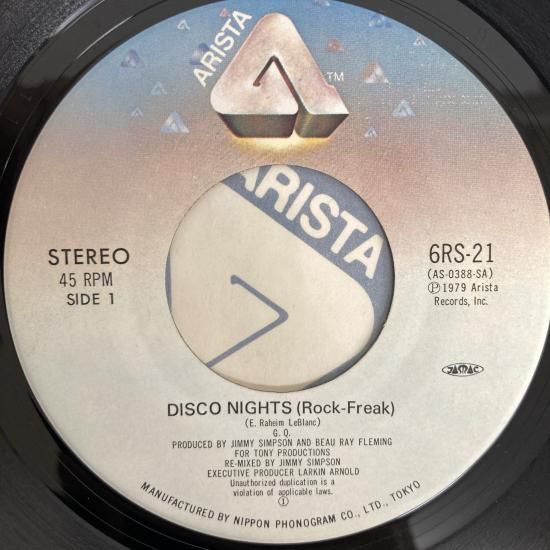 ARISTA
TM
ARISTA
STEREO
45 RPM
SIDE 1
6RS-21
(AS-0388-SA)
Ⓟ1979 Arista
Records, Inc.
JASRAC
DISCO NIGHTS (Rock-Freak)
(E. Raheim LeBlanc)
G. Q.
PRODUCED BY JIMMY SIMPSON AND BEAU RAY FLEMING
FOR TONY PRODUCTIONS
RE-MIXED BY JIMMY SIMPSON
EXECUTIVE PRODUCER LARKIN ARNOLD
Unauthorized duplication is a
violation of applicable laws.
①
MANUFACTURED BY NIPPON PHONOGRAM CO., LTD., TOKYO